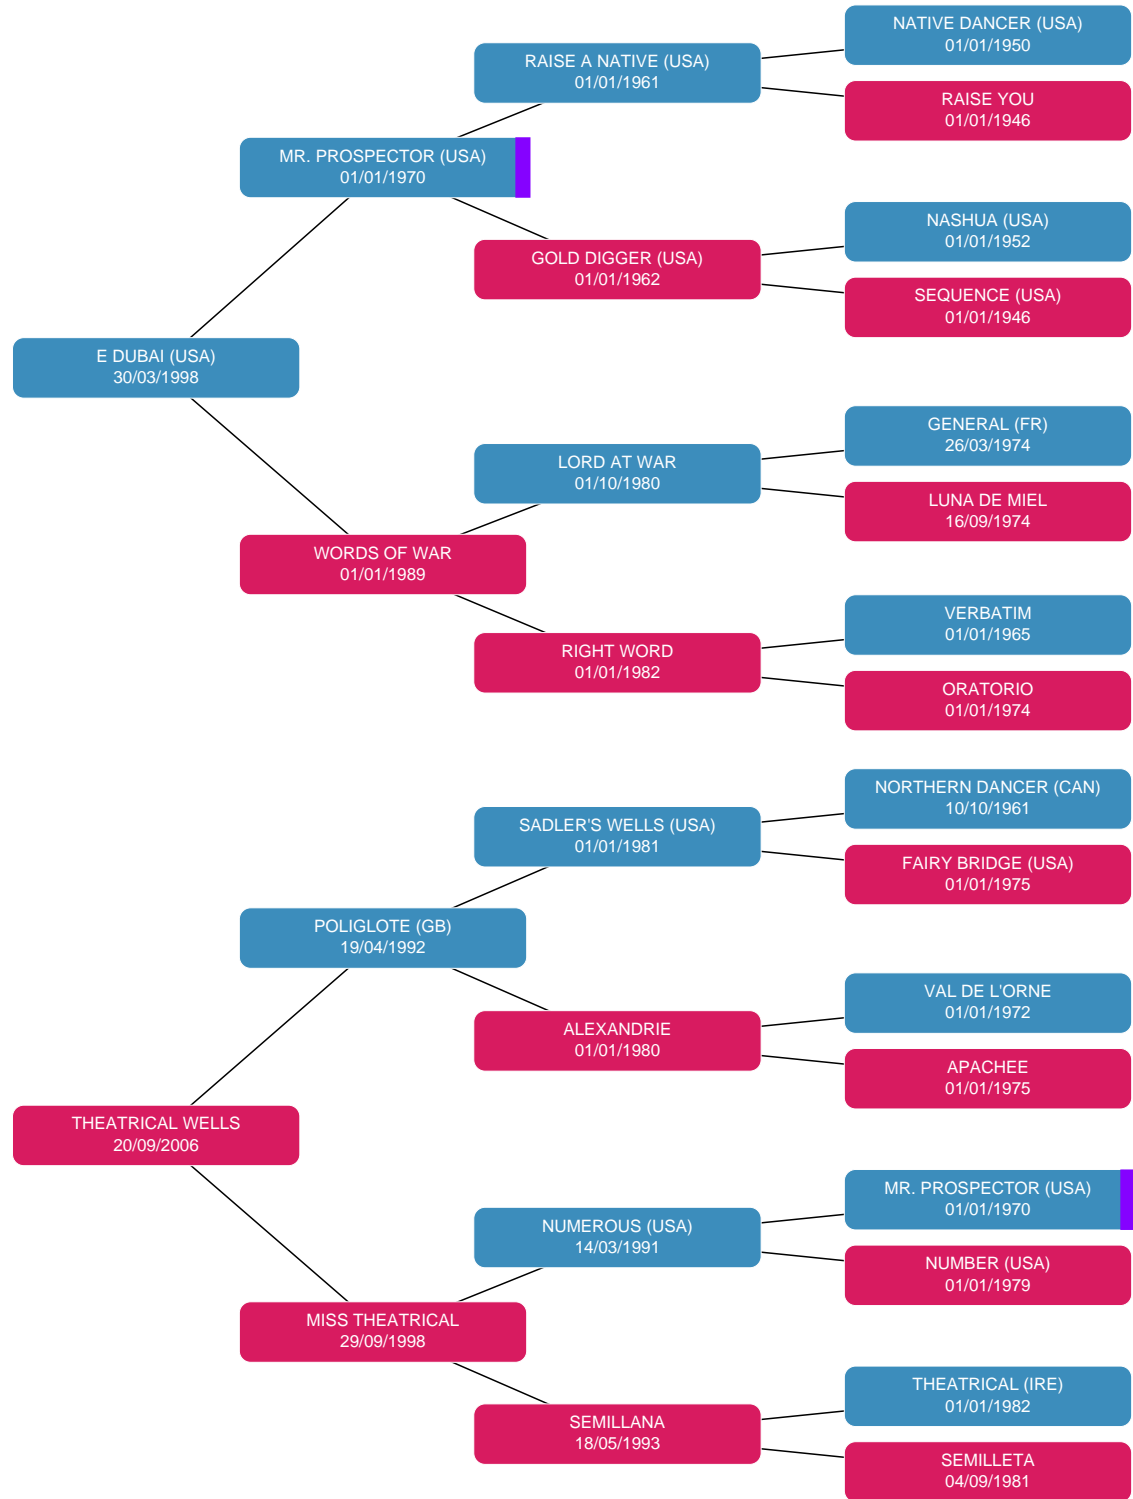 NATIVE DANCER (USA)
01/01/1950
RAISE A NATIVE (USA)
01/01/1961
RAISE YOU
01/01/1946
MR. PROSPECTOR (USA)
01/01/1970
NASHUA (USA)
01/01/1952
GOLD DIGGER (USA)
01/01/1962
SEQUENCE (USA)
01/01/1946
E DUBAI (USA)
30/03/1998
GENERAL (FR)
26/03/1974
LORD AT WAR
01/10/1980
LUNA DE MIEL
16/09/1974
WORDS OF WAR
01/01/1989
VERBATIM
01/01/1965
RIGHT WORD
01/01/1982
ORATORIO
01/01/1974
NORTHERN DANCER (CAN)
10/10/1961
SADLER'S WELLS (USA)
01/01/1981
FAIRY BRIDGE (USA)
01/01/1975
POLIGLOTE (GB)
19/04/1992
VAL DE L'ORNE
01/01/1972
ALEXANDRIE
01/01/1980
APACHEE
01/01/1975
THEATRICAL WELLS
20/09/2006
MR. PROSPECTOR (USA)
01/01/1970
NUMEROUS (USA)
14/03/1991
NUMBER (USA)
01/01/1979
MISS THEATRICAL
29/09/1998
THEATRICAL (IRE)
01/01/1982
SEMILLANA
18/05/1993
SEMILLETA
04/09/1981